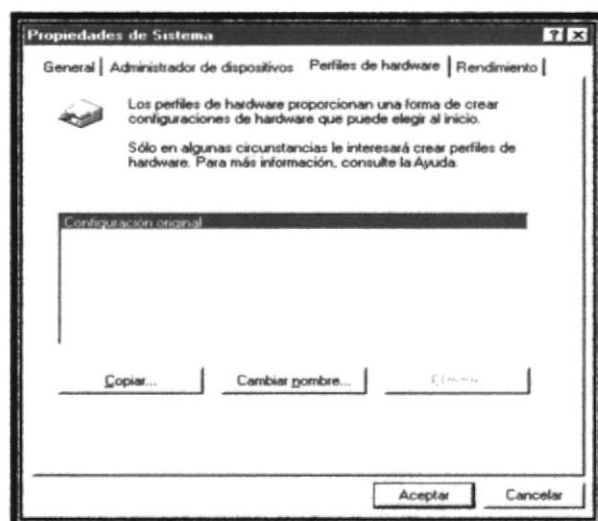 Propiedades de Sistema
General Administrador de dispositivos Perfiles de hardware Rendimiento
Los perfiles de hardware proporcionan una forma de crear
configuraciones de hardware que puede elegir al inicio.
Sólo en algunas circunstancias le interesará crear perfiles de
hardware. Para más información, consulte la Ayuda.
Configuración original
Copiar... Cambiar nombre...
Aceptar Cancelar